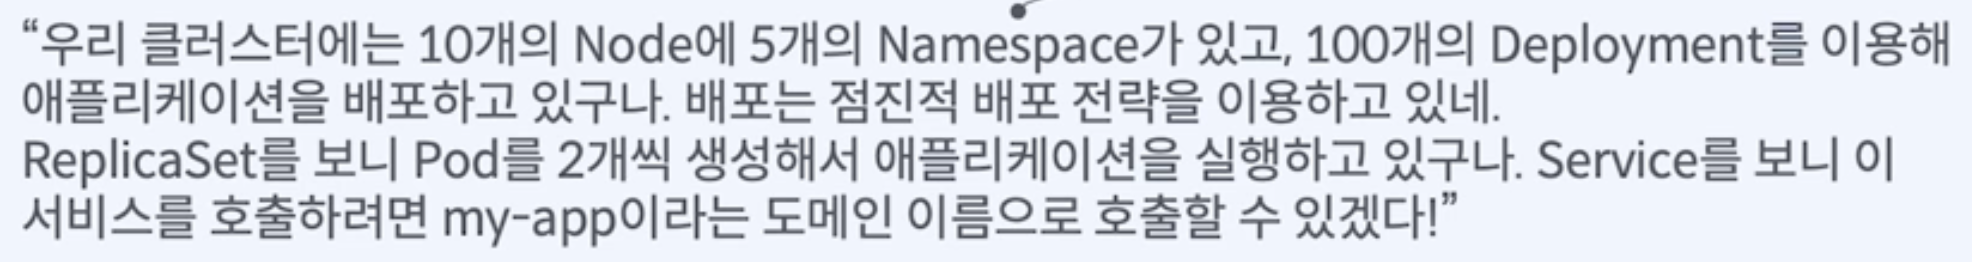 “우리 클러스터에는 10개의 Node에 5개의 Namespace가 있고, 100개의 Deployment를 이용해
애플리케이션을 배포하고 있구나. 배포는 점진적 배포 전략을 이용하고 있네.
ReplicaSet를 보니 Pod를 2개씩 생성해서 애플리케이션을 실행하고 있구나. Service를 보니 이
서비스를 호출하려면 my-app이라는 도메인 이름으로 호출할 수 있겠다!”